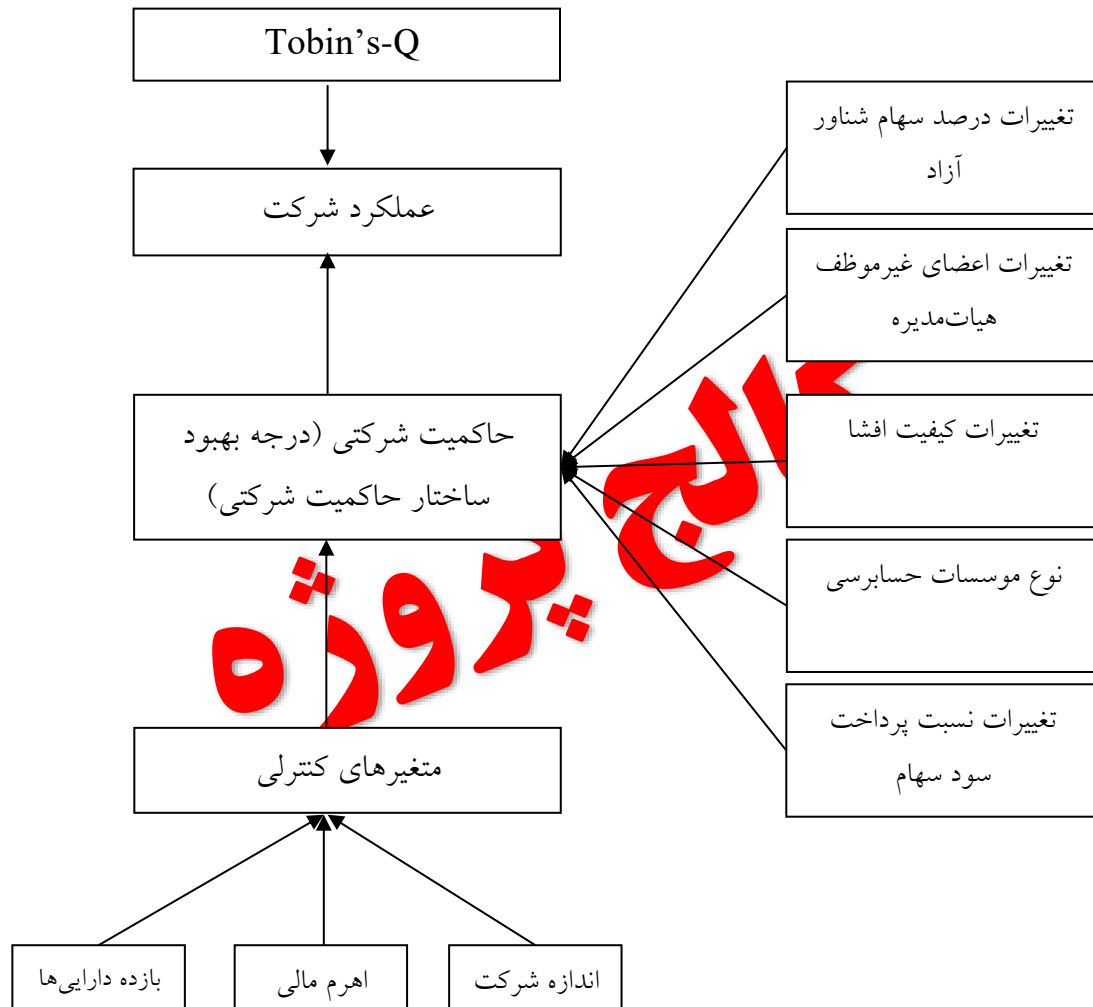 Tobin's-Q
عملکرد شرکت
تغییرات درصد سهام شناور
آزاد
تغییرات اعضای غیرموظف
هیات‌مدیره
حاکمیت شرکتی (درجه بهبود
ساختار حاکمیت شرکتی)
تغییرات کیفیت افشا
نوع موسسات حسابرسی
تغییرات نسبت پرداخت
سود سهام
متغیرهای کنترلی
اندازه شرکت
اهرم مالی
بازده دارایی‌ها
پروژه